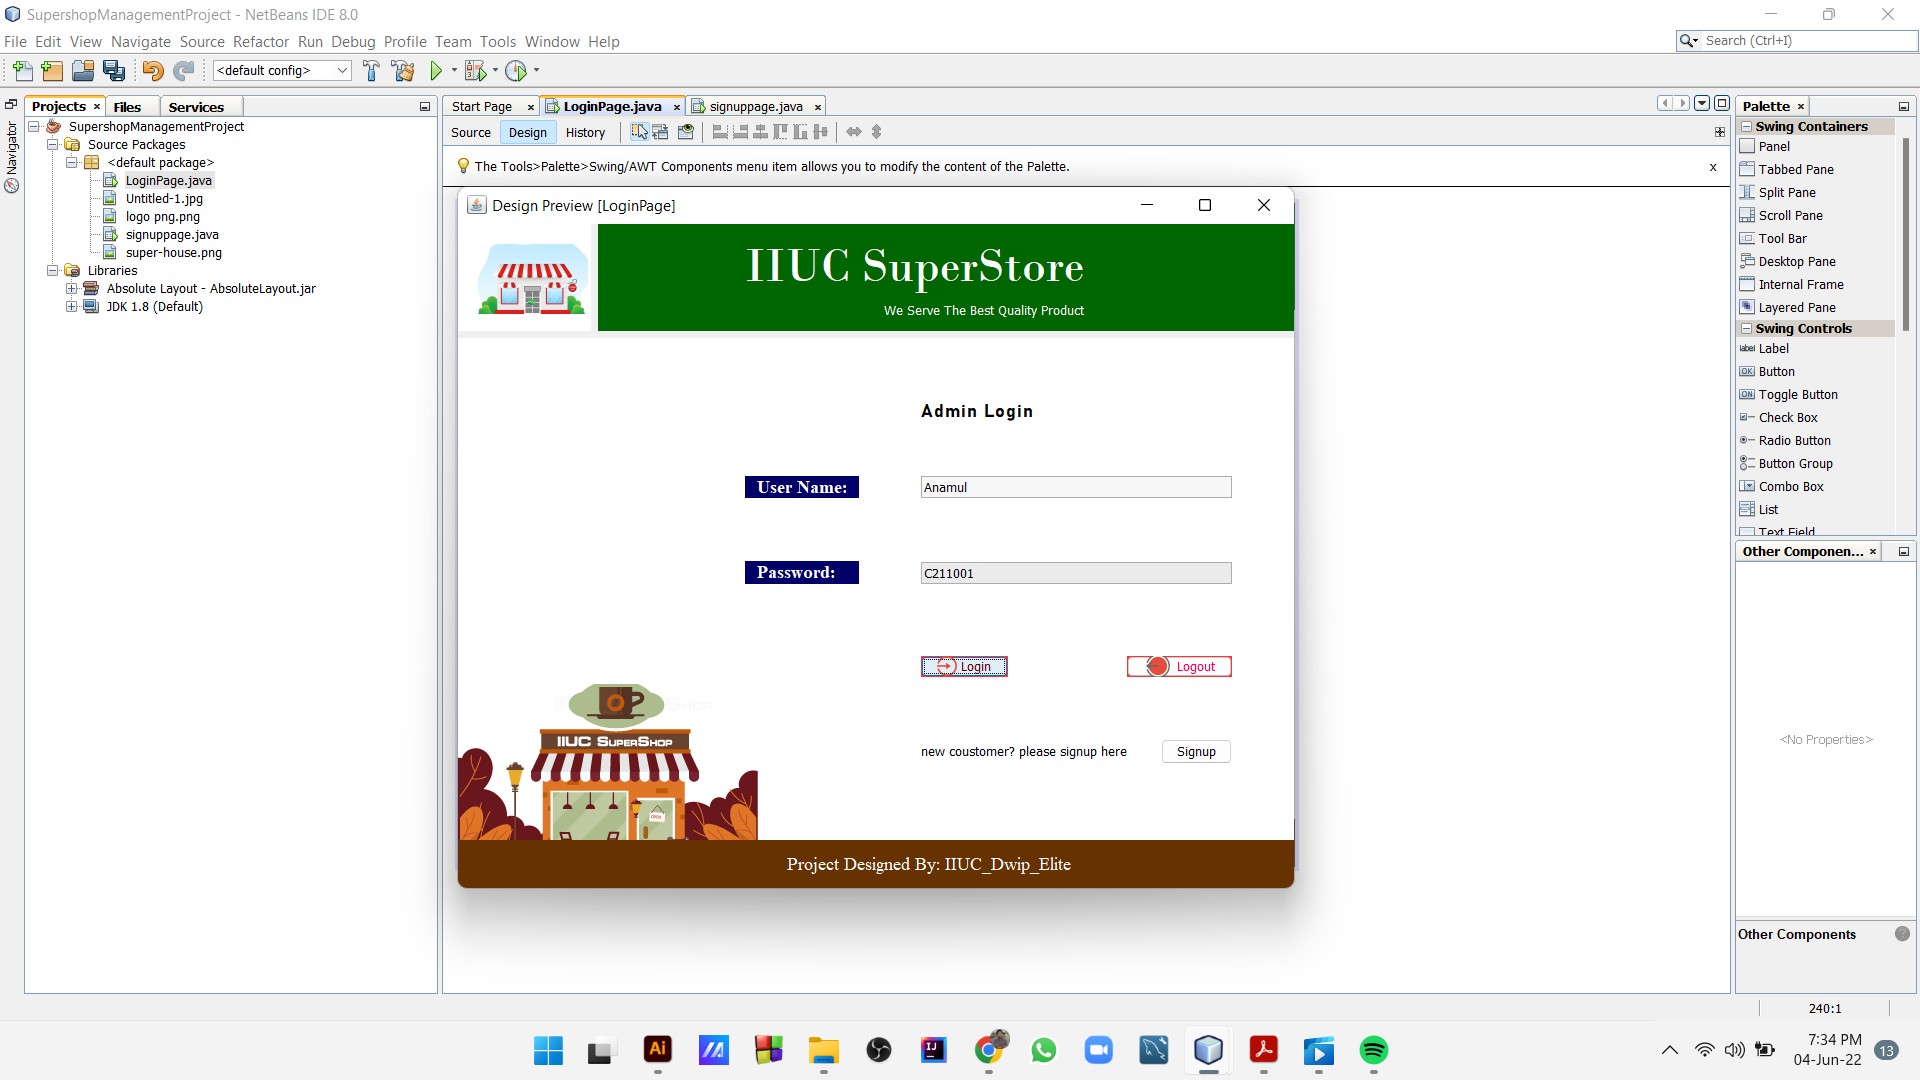 SupershopManagementProject - NetBeans IDE 8.0
File Edit View Navigate Source Refactor Run Debug Profile Team Tools Window Help
Search (Ctrl+I)
<default config>
Projects
Files
Services
Start Page
LoginPage.java
signuppage.java
Palette
Navigator
SupershopManagementProject
Source Packages
<default package>
LoginPage.java
Untitled-1.jpg
logo png.png
signuppage.java
super-house.png
Libraries
Absolute Layout - AbsoluteLayout.jar
JDK 1.8 (Default)
Source Design History
The Tools>Palette>Swing/AWT Components menu item allows you to modify the content of the Palette.
x
Design Preview [LoginPage]
IIUC SuperStore
We Serve The Best Quality Product
Admin Login
User Name:
Anamul
Password:
C211001
Login
Logout
new coustomer? please signup here
Signup
IIUC SuperShop
OPEN
Project Designed By: IIUC_Dwip_Elite
Swing Containers
Panel
Tabbed Pane
Split Pane
Scroll Pane
Tool Bar
Desktop Pane
Internal Frame
Layered Pane
Swing Controls
label Label
OK Button
ON Toggle Button
Check Box
Radio Button
Button Group
Combo Box
List
Text Field
Other Componen...
<No Properties>
Other Components
?
240:1
Ai
IJ
7:34 PM
04-Jun-22
13